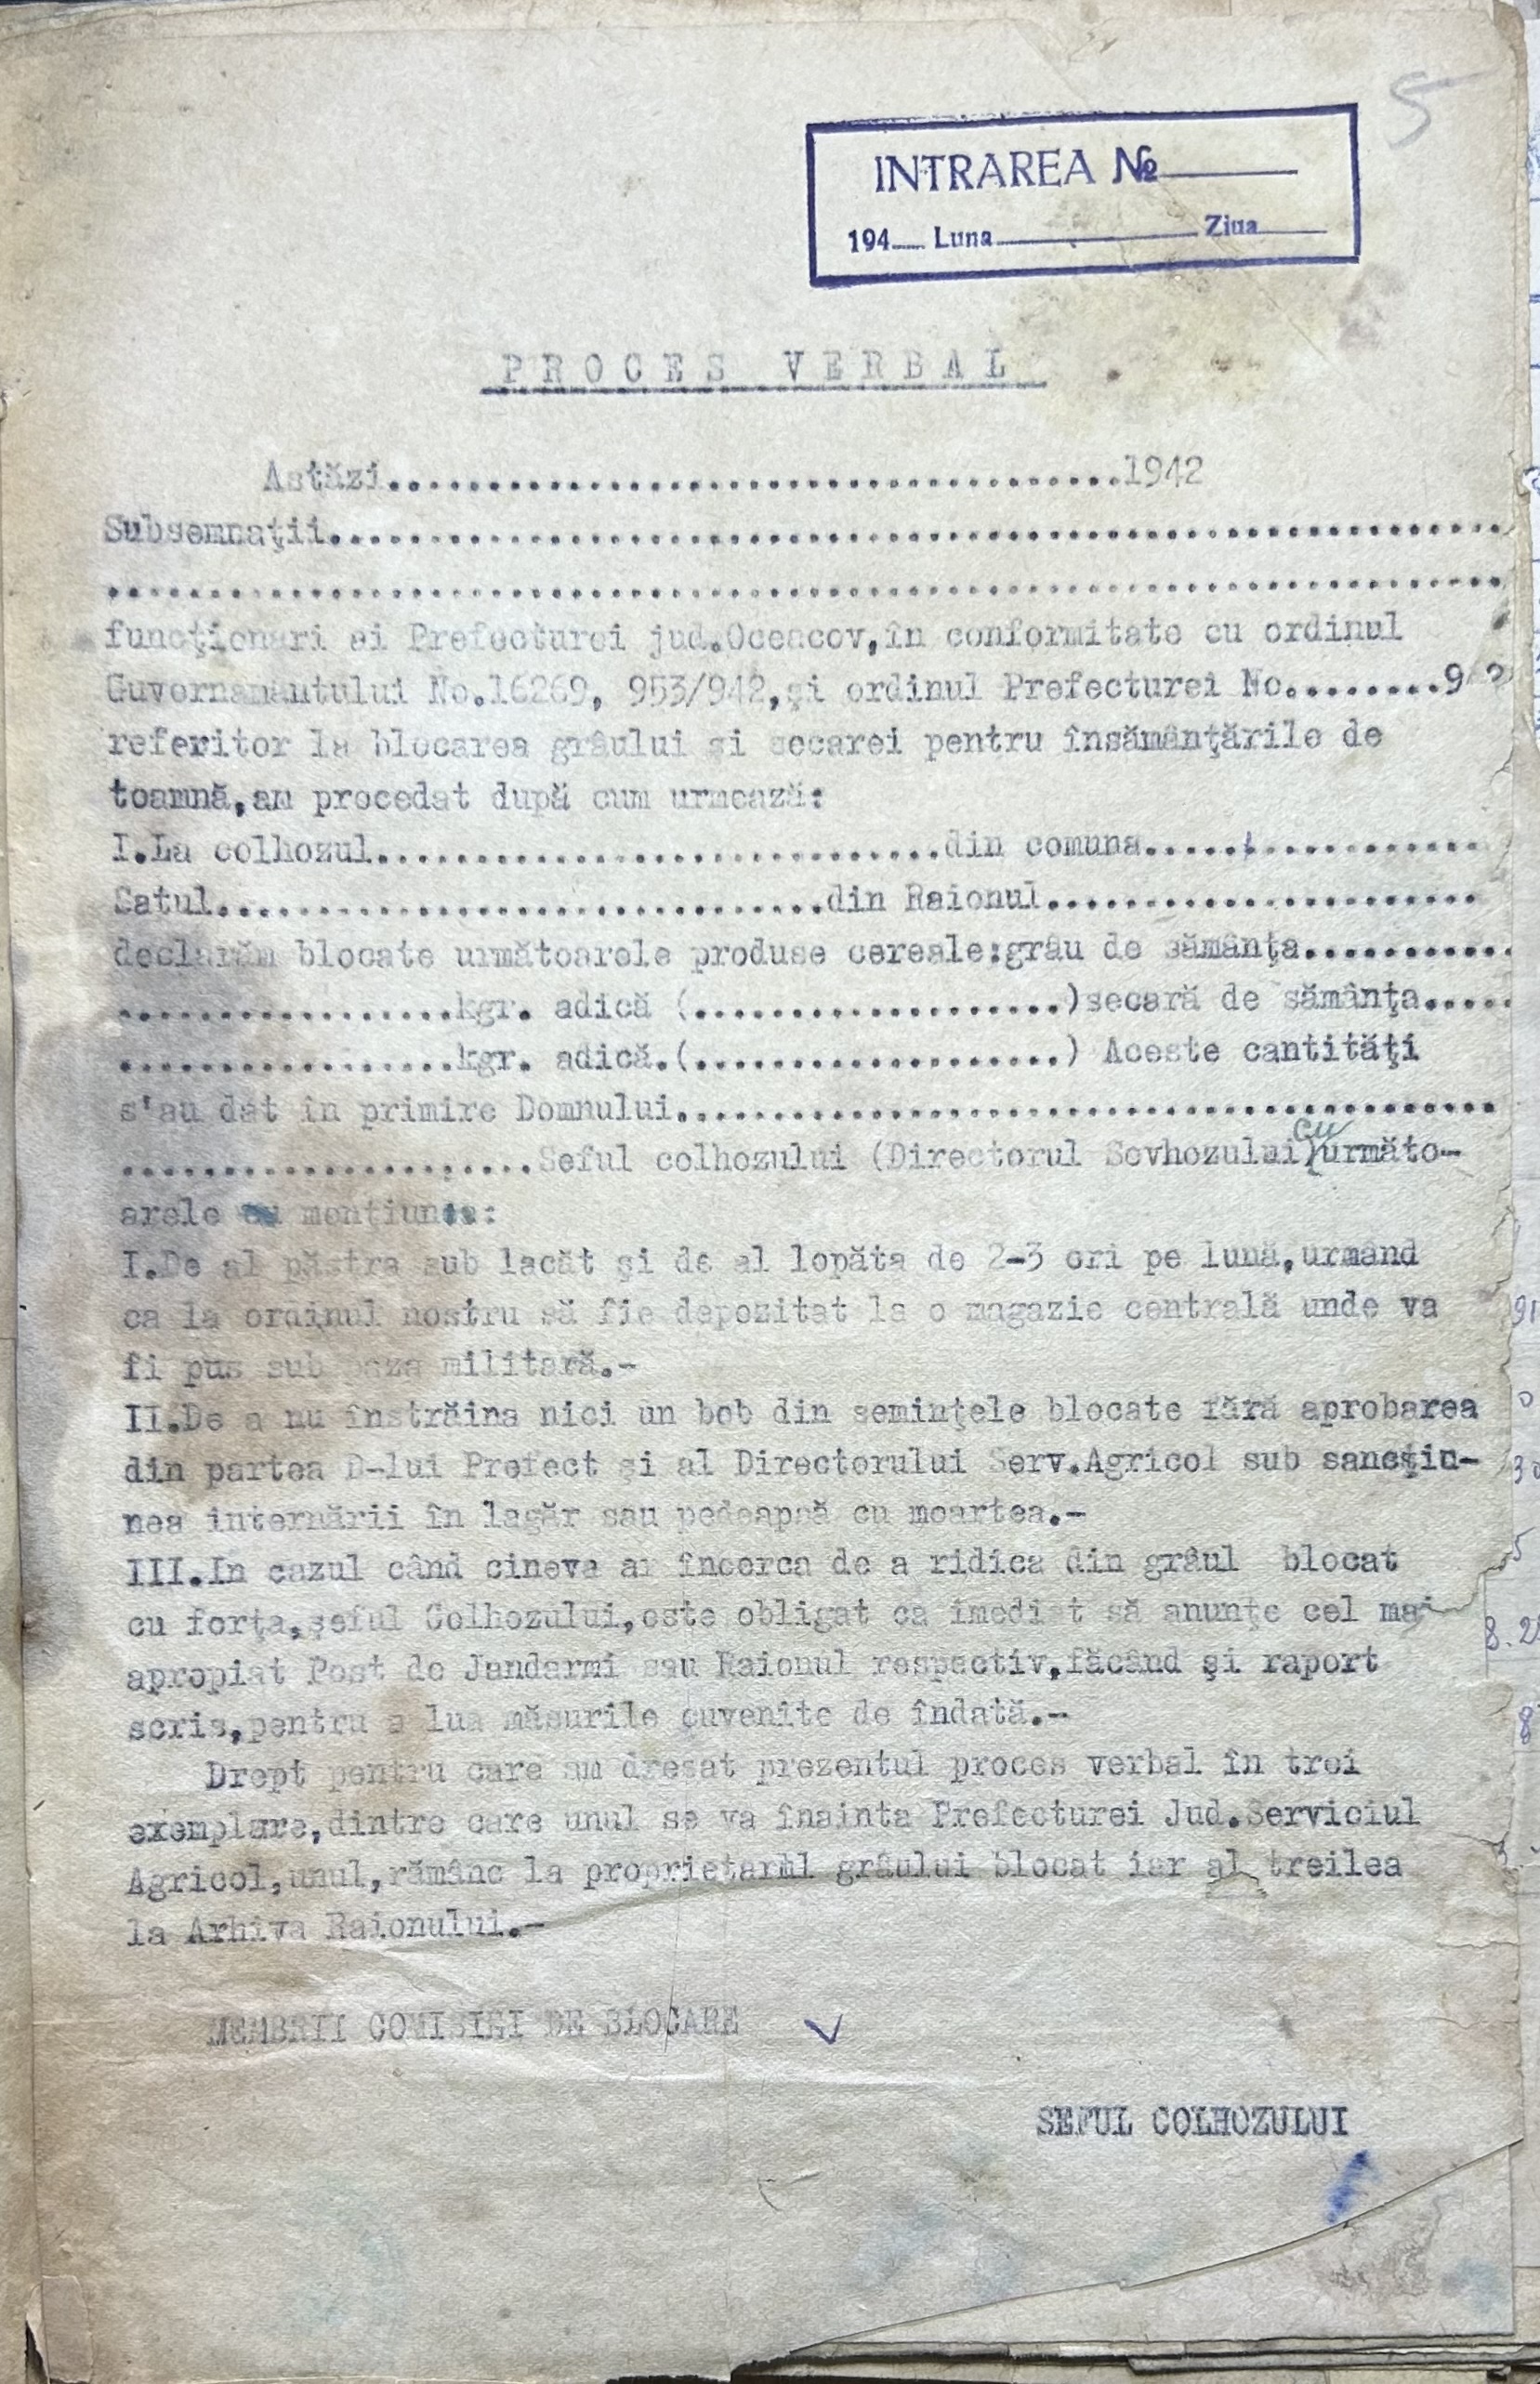 5
INTRAREA №
194 Luna Ziua
PROCES VERBAL
Astăzi..........................................1942
Subsemnaţii..............................................................
..........................................................................
funcţionari ai Prefecturei jud.Oceacov,în conformitate cu ordinul
Guvernamantului No.16269, 953/942,şi ordinul Prefecturei No.........9
referitor la blocarea grâului si secarei pentru însămânţările de
toamnă,am procedat după cum urmează:
I.La colhozul..............................din comuna...................
Satul................................din Raionul........................
declarăm blocate următoarele produse cereale:grâu de sămânţa...........
..................kgr. adică (....................)secară de sămânţa.....
..................kgr. adică.(....................) Aceste cantităţi
s'au dat în primire Domnului............................................
......................Seful colhozului (Directorul Sovhozului) cu următo-
arele menţiuni:
I.De al păstra sub lacăt şi de al lopăta de 2-3 ori pe lună,urmând
ca la ordinul nostru să fie depozitat la o magazie centrală unde va
fi pus sub paza militară.-
II.De a nu înstrăina nici un bob din seminţele blocate fără aprobarea
din partea D-lui Prefect şi al Directorului Serv.Agricol sub sancţiu-
nea internării în lagăr sau pedeapsă cu moartea.-
III.In cazul când cineva ar încerca de a ridica din grâul blocat
cu forţa,şeful Colhozului,este obligat ca imediat să anunţe cel mai
apropiat Post de Jandarmi sau Raionul respectiv,făcând şi raport
scris,pentru a lua măsurile cuvenite de îndată.-
Drept pentru care am dresat prezentul proces verbal în trei
exemplare,dintre care unul se va înainta Prefecturei Jud.Serviciul
Agricol,unul,rămâne la proprietarul grâului blocat iar al treilea
la Arhiva Raionului.-
MEMBRII COMISIEI DE BLOCARE
SEFUL COLHOZULUI